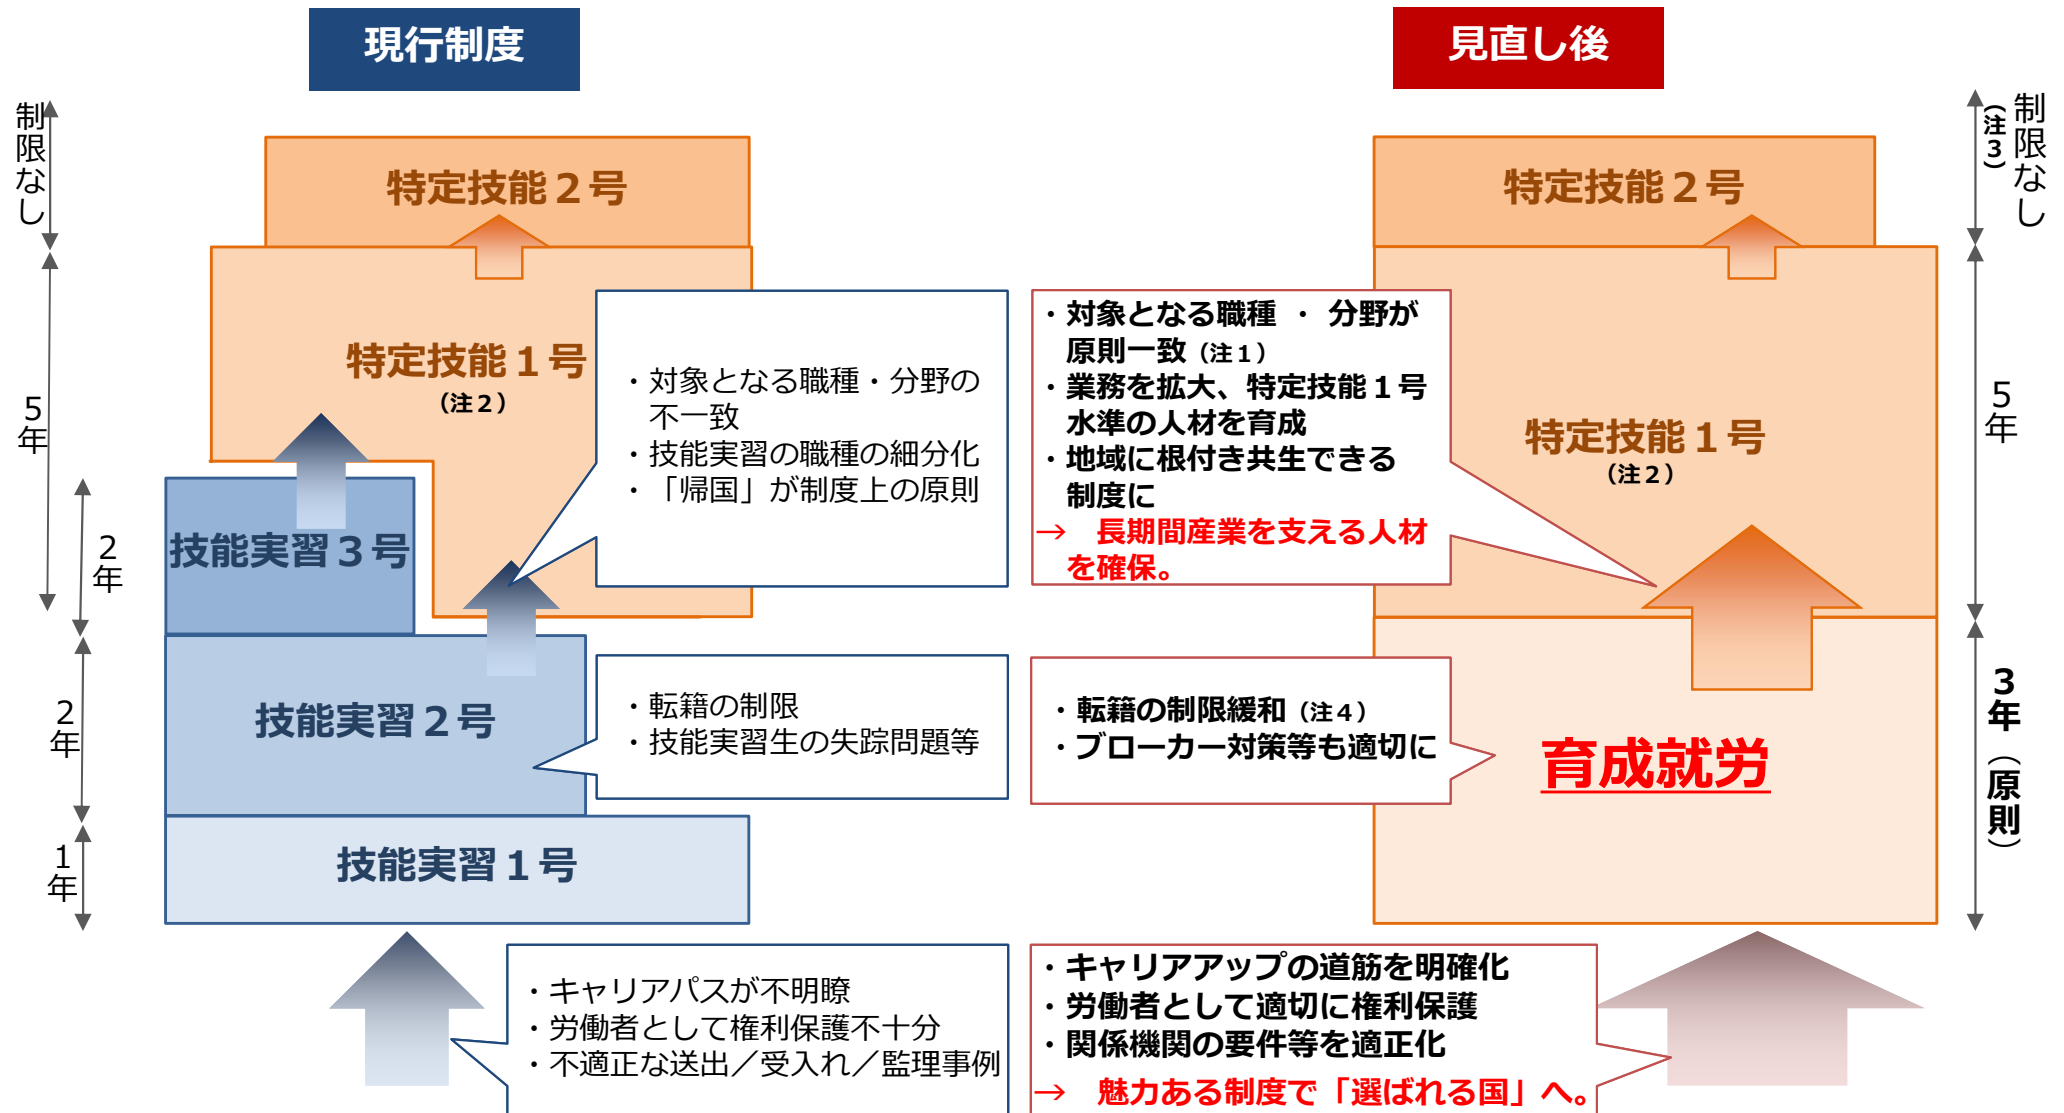 現行制度
制限なし
5年
2年
2年
1年
特定技能２号
特定技能１号
（注２）
技能実習３号
技能実習２号
技能実習１号
・対象となる職種・分野の
不一致
・技能実習の職種の細分化
・「帰国」が制度上の原則
・転籍の制限
・技能実習生の失踪問題等
・キャリアパスが不明瞭
・労働者として権利保護不十分
・不適正な送出／受入れ／監理事例
見直し後
・対象となる職種 ・ 分野が
原則一致（注１）
・業務を拡大、特定技能１号
水準の人材を育成
・地域に根付き共生できる
制度に
→　長期間産業を支える人材
を確保。
・転籍の制限緩和（注４）
・ブローカー対策等も適切に
・キャリアアップの道筋を明確化
・労働者として適切に権利保護
・関係機関の要件等を適正化
→　魅力ある制度で「選ばれる国」へ。
特定技能２号
特定技能１号
（注２）
育成就労
制限なし
（注３）
5年
3年（原則）